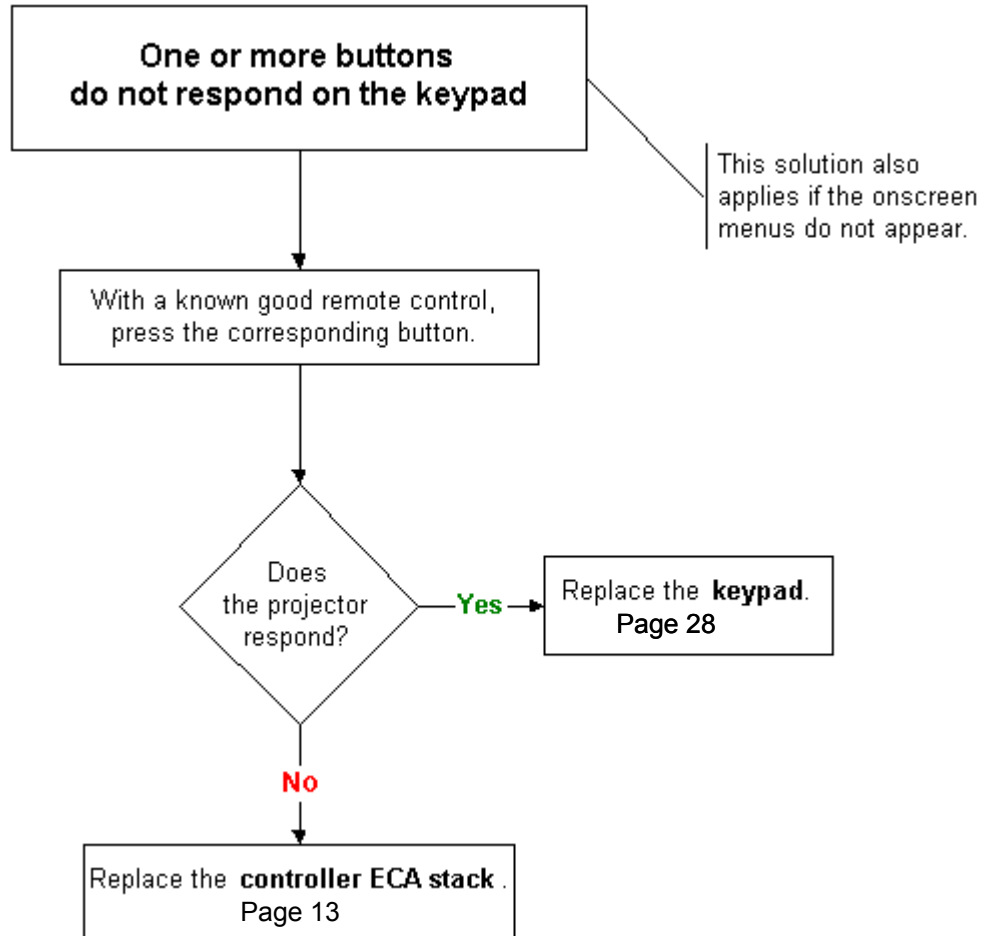 One or more buttons
do not respond on the keypad
This solution also
applies if the onscreen
menus do not appear.
With a known good remote control,
press the corresponding button.
Does
the projector
respond?
Yes
Replace the keypad.
Page 28
No
Replace the controller ECA stack .
Page 13